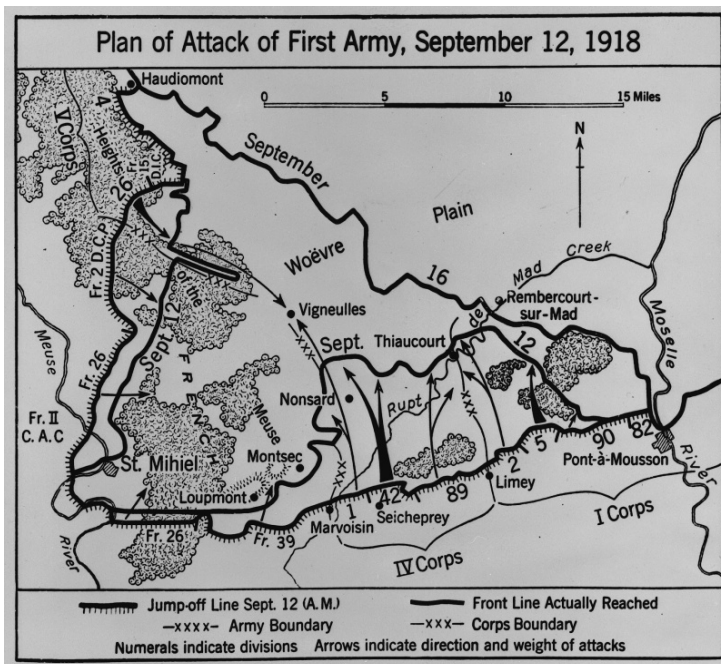 Plan of Attack of First Army, September 12, 1918
Haudiomont
0 5 10 15 Miles
N
4
V Corps
Heights
Fr. 15 D.C.
September
Plain
26
Woëvre
16
Mad Creek
de
Rupt
Fr. 2 D.C.P.
xxx
of the
Vigneulles
Rembercourt-
sur-Mad
Moselle
Meuse
Sept. 12
Sept.
Thiaucourt
12
Fr. 26
FRENCH
Nonsard
Meuse
Fr. II
C.A.C
St. Mihiel
Montsec
Loupmont
River
Fr. 26
Fr. 39
Marvoisin
1
42
Seicheprey
89
Limey
2
5
90
82
Pont-à-Mousson
River
IV Corps
I Corps
Jump-off Line Sept. 12 (A.M.)
Front Line Actually Reached
—xxxx— Army Boundary
—xxx— Corps Boundary
Numerals indicate divisions Arrows indicate direction and weight of attacks